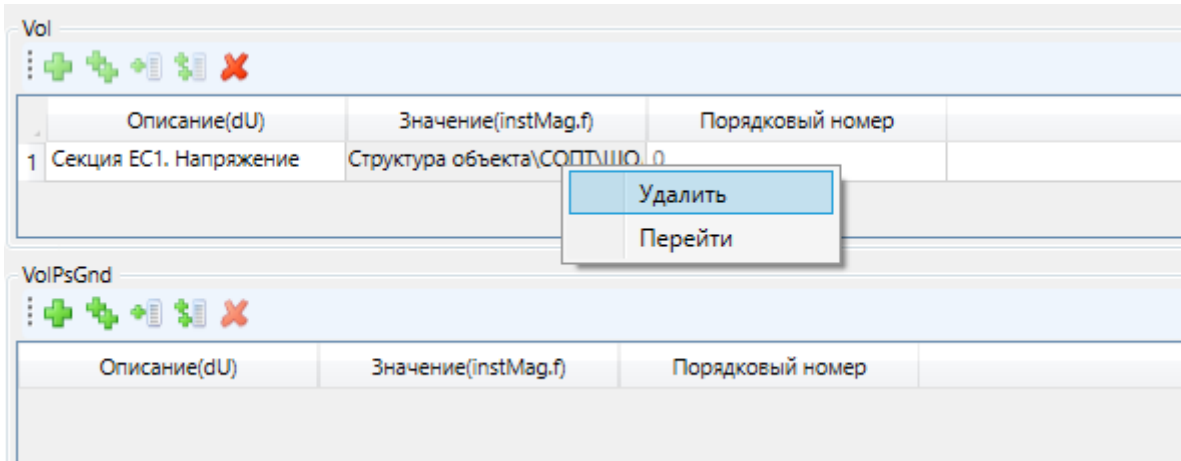 Vol
Описание(dU) Значение(instMag.f) Порядковый номер
1 Секция ЕС1. Напряжение Структура объекта\СОПТ\ШО 0
Удалить
Перейти
VolPsGnd
Описание(dU) Значение(instMag.f) Порядковый номер